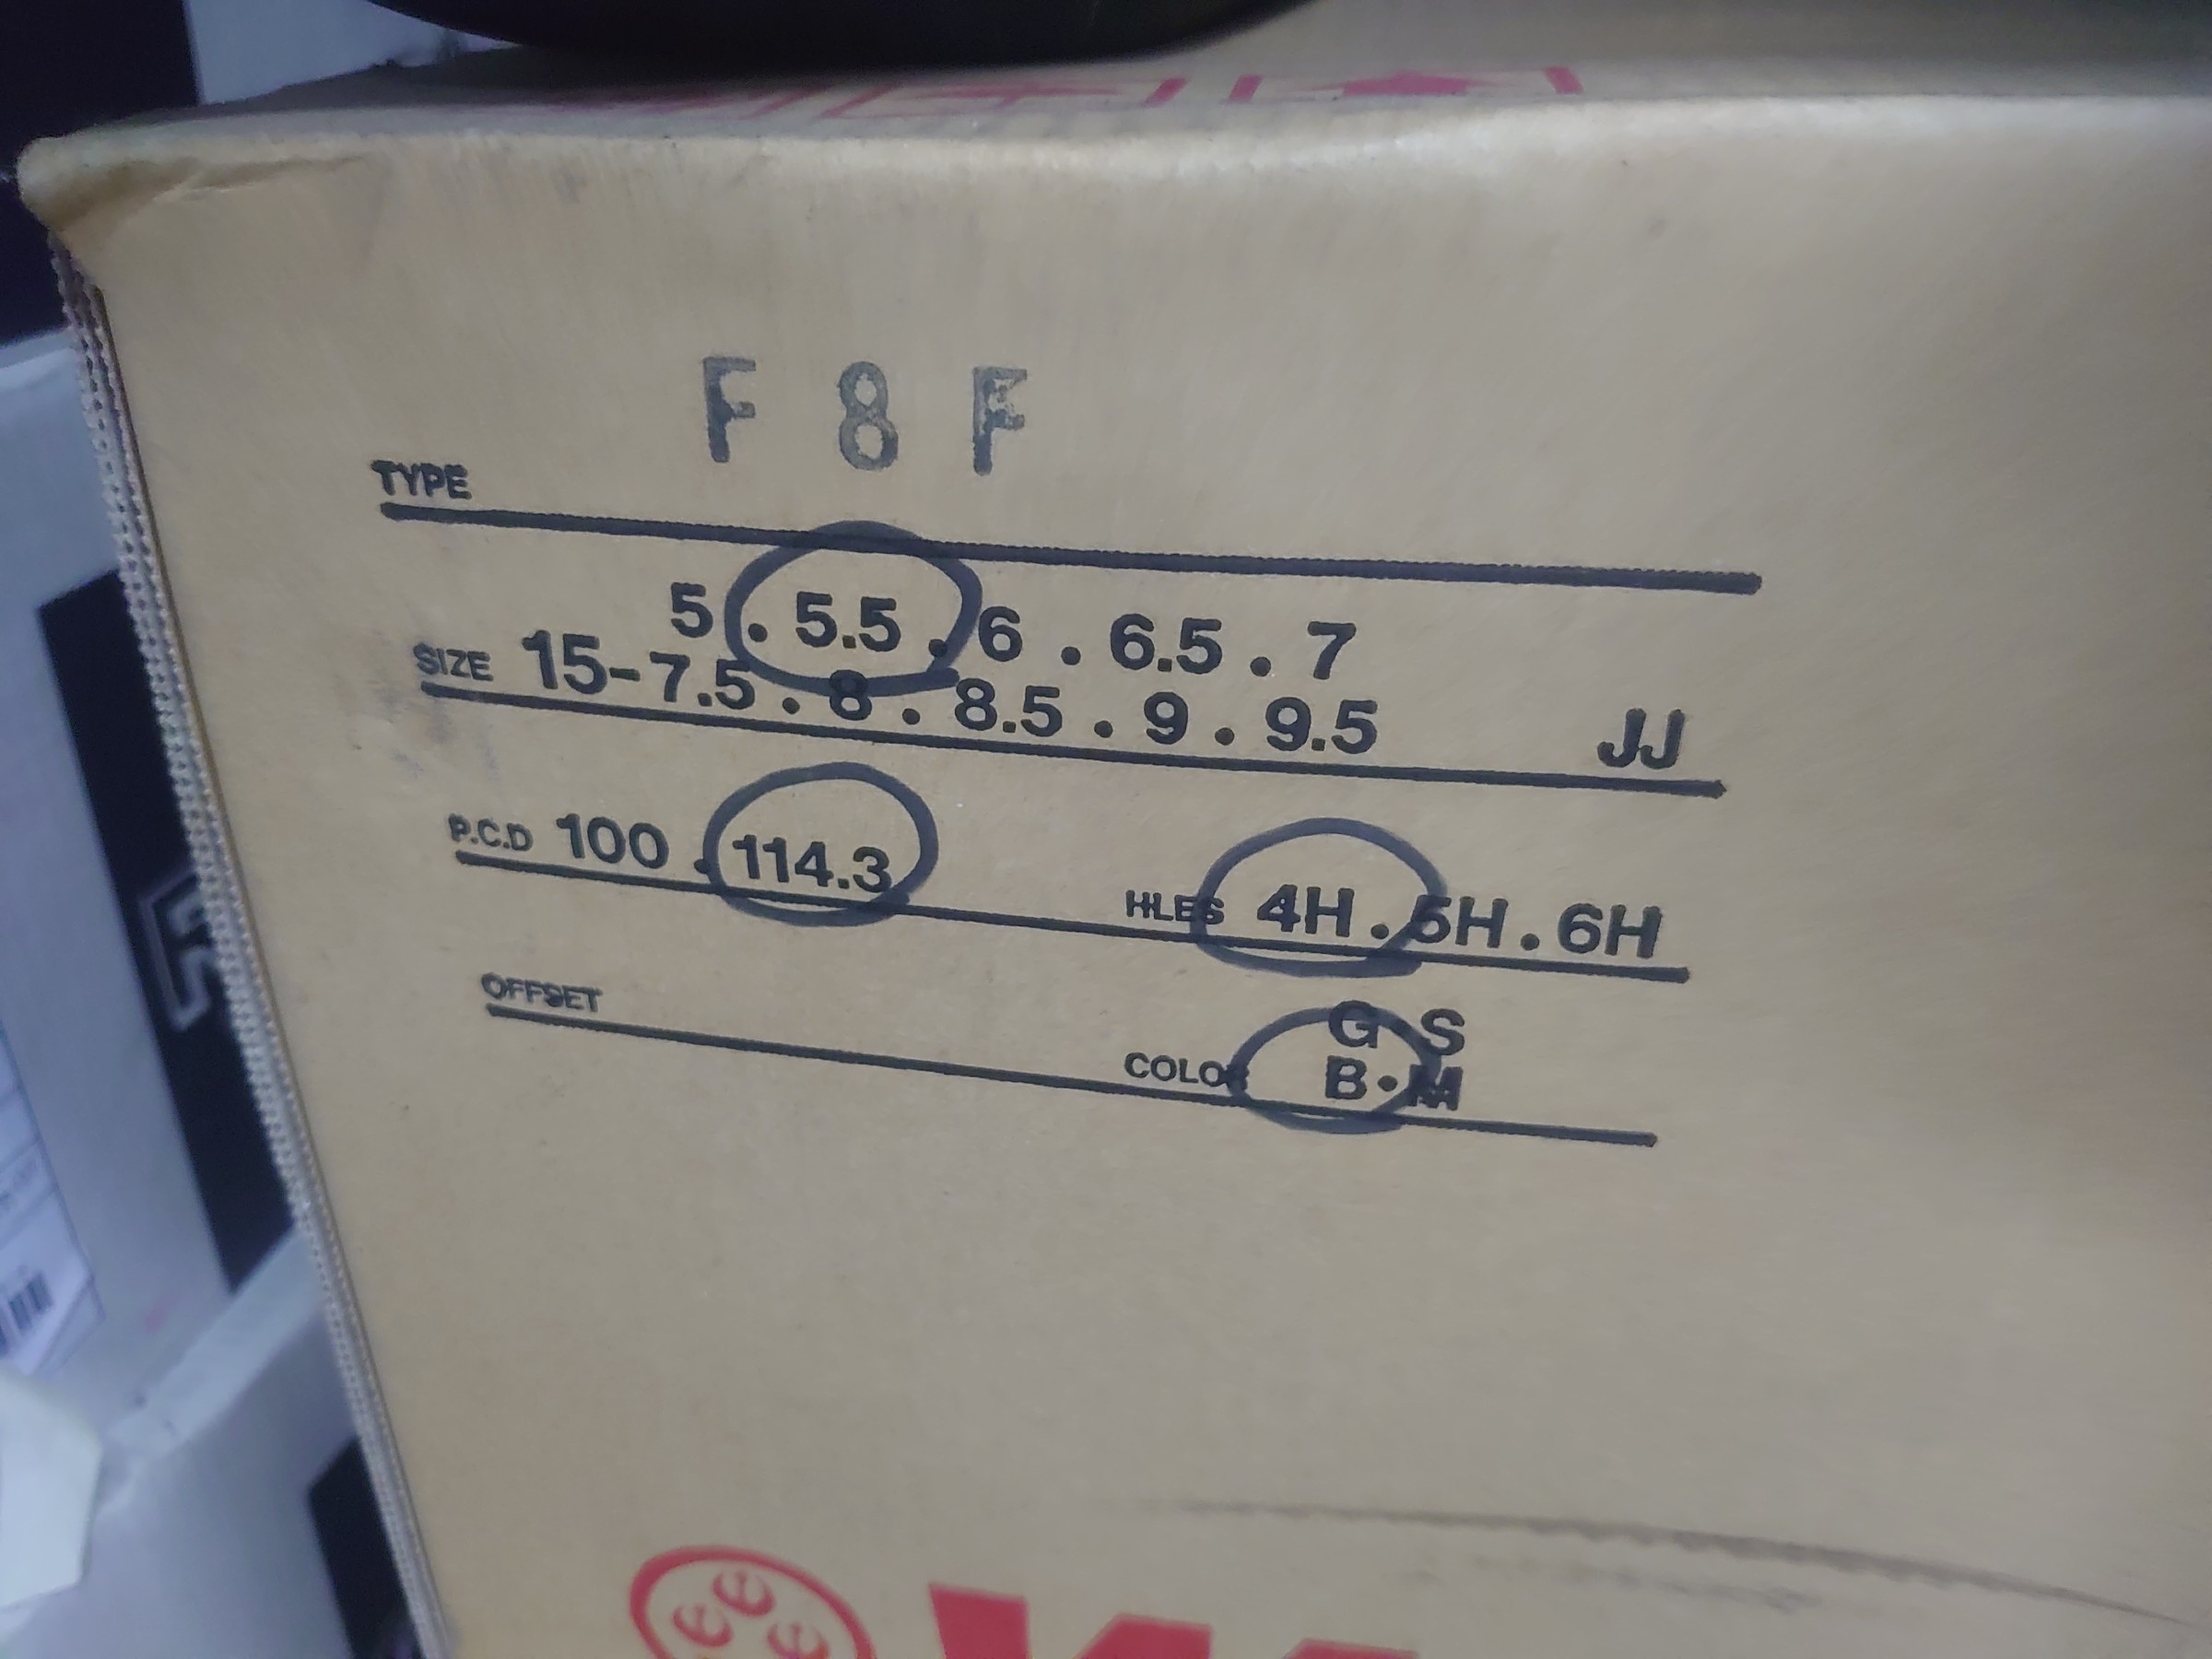 F 8 F
TYPE
5 . 5.5 . 6 . 6.5 . 7
SIZE 15-7.5 . 8 . 8.5 . 9 . 9.5 JJ
P.C.D 100 . 114.3 HLES 4H . 5H . 6H
OFFSET
G S
COLOR B・M